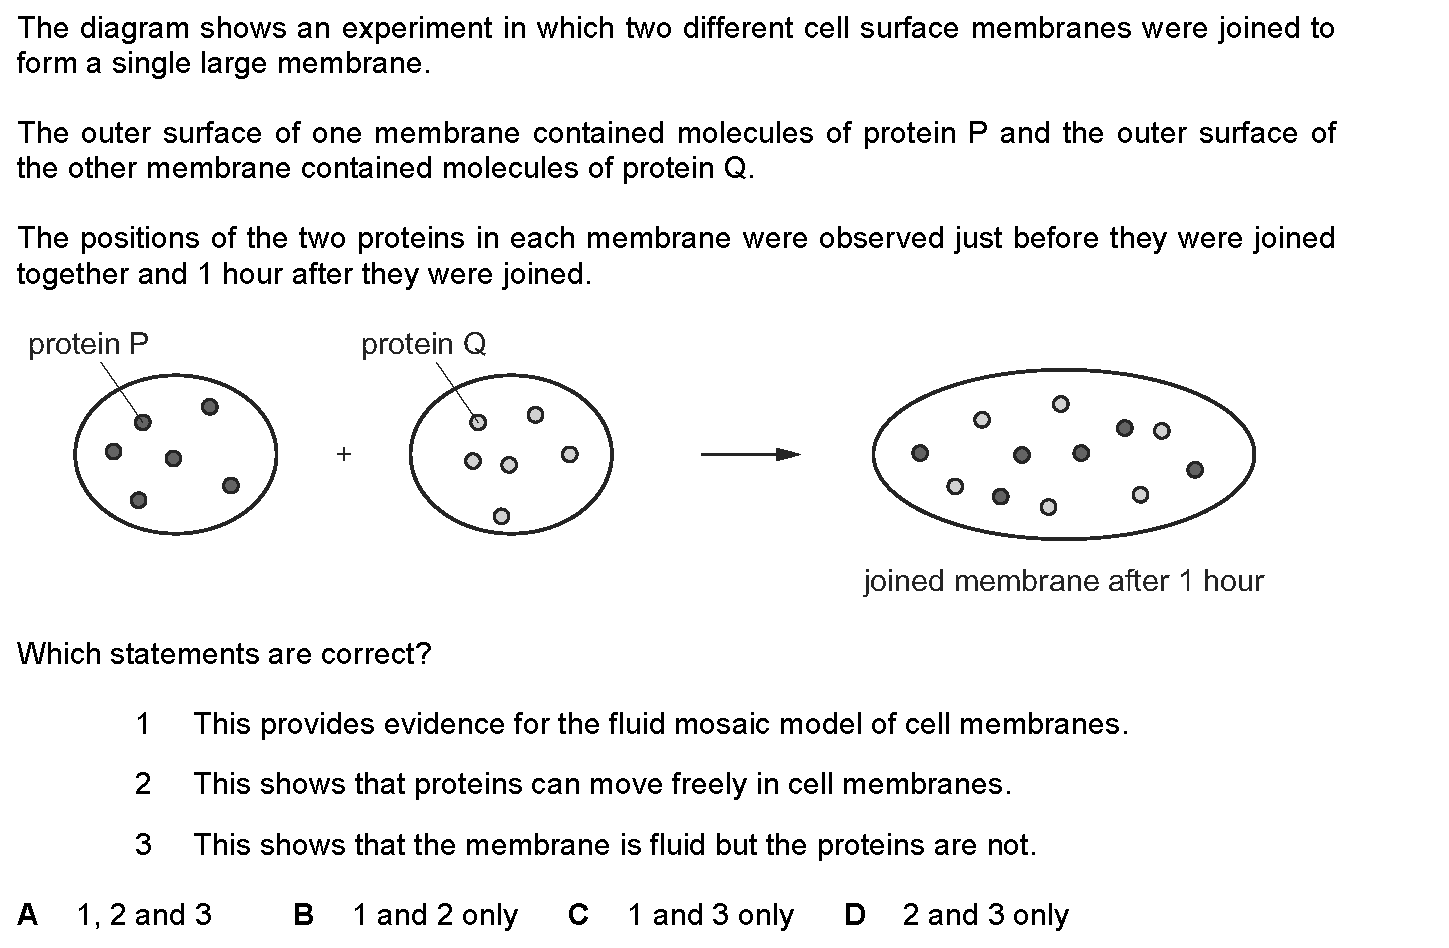 The diagram shows an experiment in which two different cell surface membranes were joined to
form a single large membrane.
The outer surface of one membrane contained molecules of protein P and the outer surface of
the other membrane contained molecules of protein Q.
The positions of the two proteins in each membrane were observed just before they were joined
together and 1 hour after they were joined.
protein P protein Q
+
joined membrane after 1 hour
Which statements are correct?
1 This provides evidence for the fluid mosaic model of cell membranes.
2 This shows that proteins can move freely in cell membranes.
3 This shows that the membrane is fluid but the proteins are not.
A 1, 2 and 3 B 1 and 2 only C 1 and 3 only D 2 and 3 only